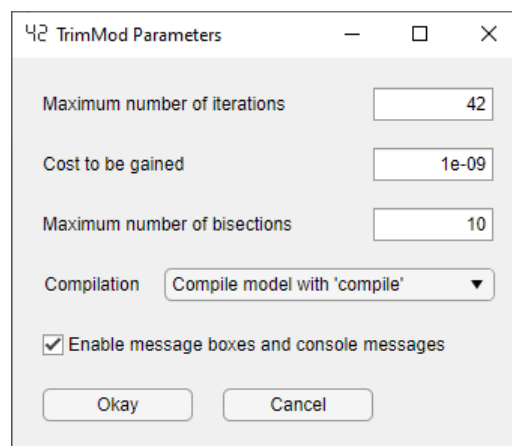 42 TrimMod Parameters
Maximum number of iterations 42
Cost to be gained 1e-09
Maximum number of bisections 10
Compilation Compile model with 'compile'
Enable message boxes and console messages
Okay Cancel